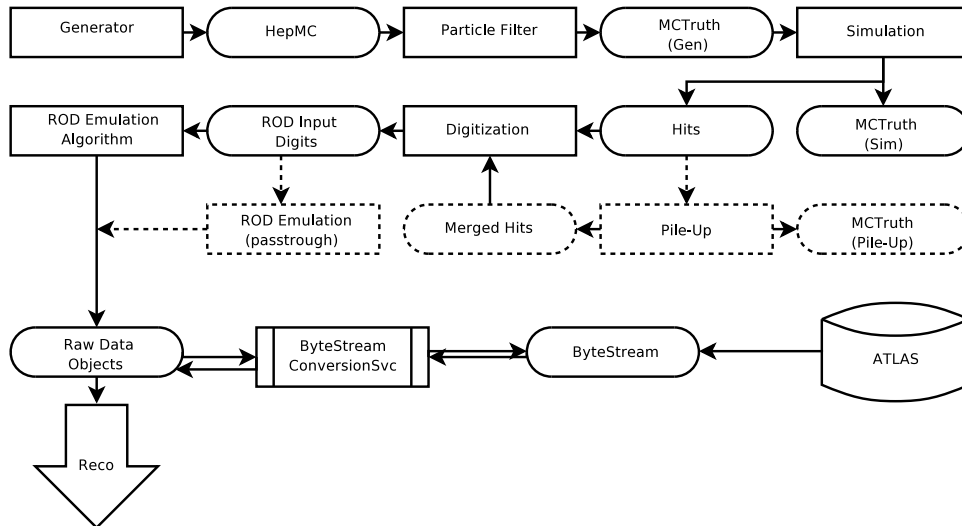 Generator
HepMC
Particle Filter
MCTruth
(Gen)
Simulation
ROD Emulation
Algorithm
ROD Input
Digits
Digitization
Hits
MCTruth
(Sim)
ROD Emulation
(passtrough)
Merged Hits
Pile-Up
MCTruth
(Pile-Up)
Raw Data
Objects
ByteStream
ConversionSvc
ByteStream
ATLAS
Reco